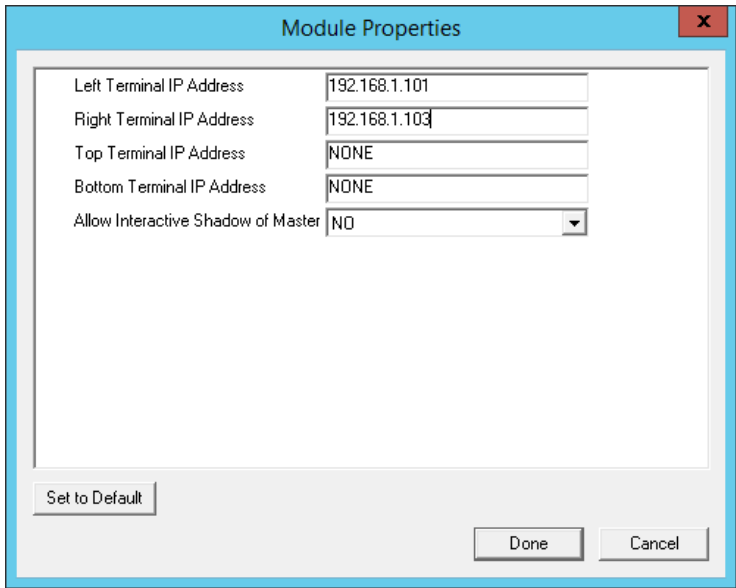 Module Properties
x
Left Terminal IP Address 192.168.1.101
Right Terminal IP Address 192.168.1.103
Top Terminal IP Address NONE
Bottom Terminal IP Address NONE
Allow Interactive Shadow of Master NO
Set to Default
Done Cancel